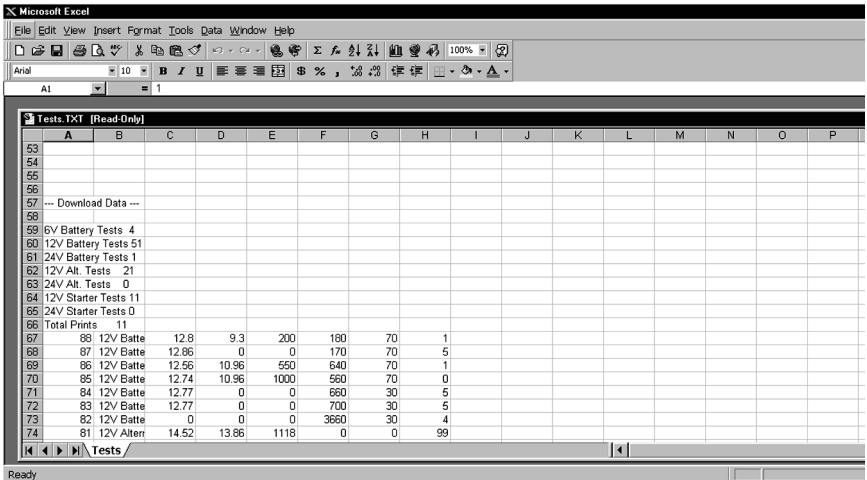 Microsoft Excel
File Edit View Insert Format Tools Data Window Help
100%
Arial 10 B I U $ % ,
A1 = 1
Tests.TXT [Read-Only]
A B C D E F G H I J K L M N O P
53
54
55
56
57 --- Download Data ---
58
59 6V Battery Tests 4
60 12V Battery Tests 51
61 24V Battery Tests 1
62 12V Alt. Tests 21
63 24V Alt. Tests 0
64 12V Starter Tests 11
65 24V Starter Tests 0
66 Total Prints 11
67 88 12V Batte 12.8 9.3 200 180 70 1
68 87 12V Batte 12.86 0 0 170 70 5
69 86 12V Batte 12.56 10.96 550 640 70 1
70 85 12V Batte 12.74 10.96 1000 560 70 0
71 84 12V Batte 12.77 0 0 660 30 5
72 83 12V Batte 12.77 0 0 700 30 5
73 82 12V Batte 0 0 0 3660 30 4
74 81 12V Altern 14.52 13.86 1118 0 0 99
Tests
Ready